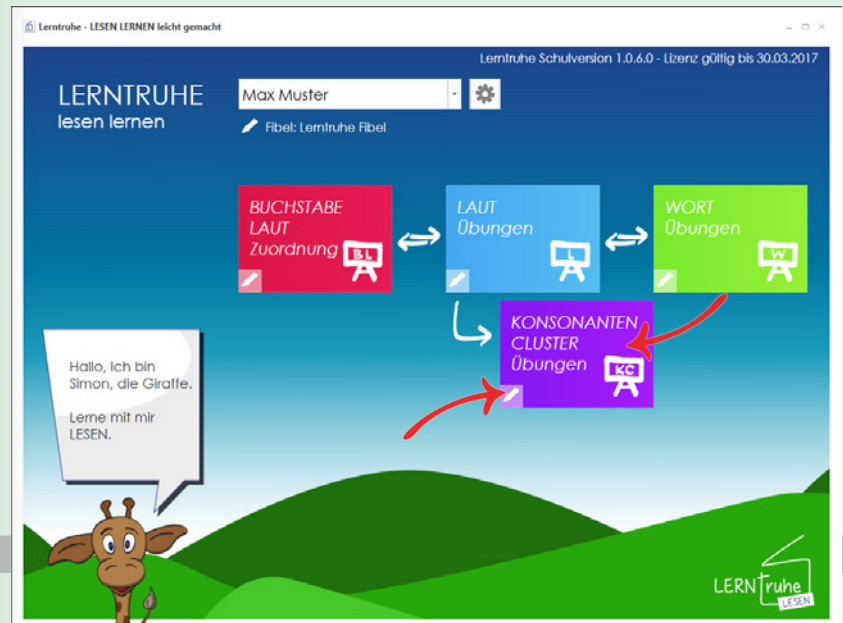 Lerntruhe - LESEN LERNEN leicht gemacht
Lerntruhe Schulversion 1.0.6.0 - Lizenz gültig bis 30.03.2017
LERNTRUHE
lesen lernen
Max Muster
Fibel: Lerntruhe Fibel
BUCHSTABE
LAUT
Zuordnung
BL
LAUT
Übungen
L
WORT
Übungen
W
KONSONANTEN
CLUSTER
Übungen
KC
Hallo, ich bin
Simon, die Giraffe.
Lerne mit mir
LESEN.
LERNTruhe
LESEN